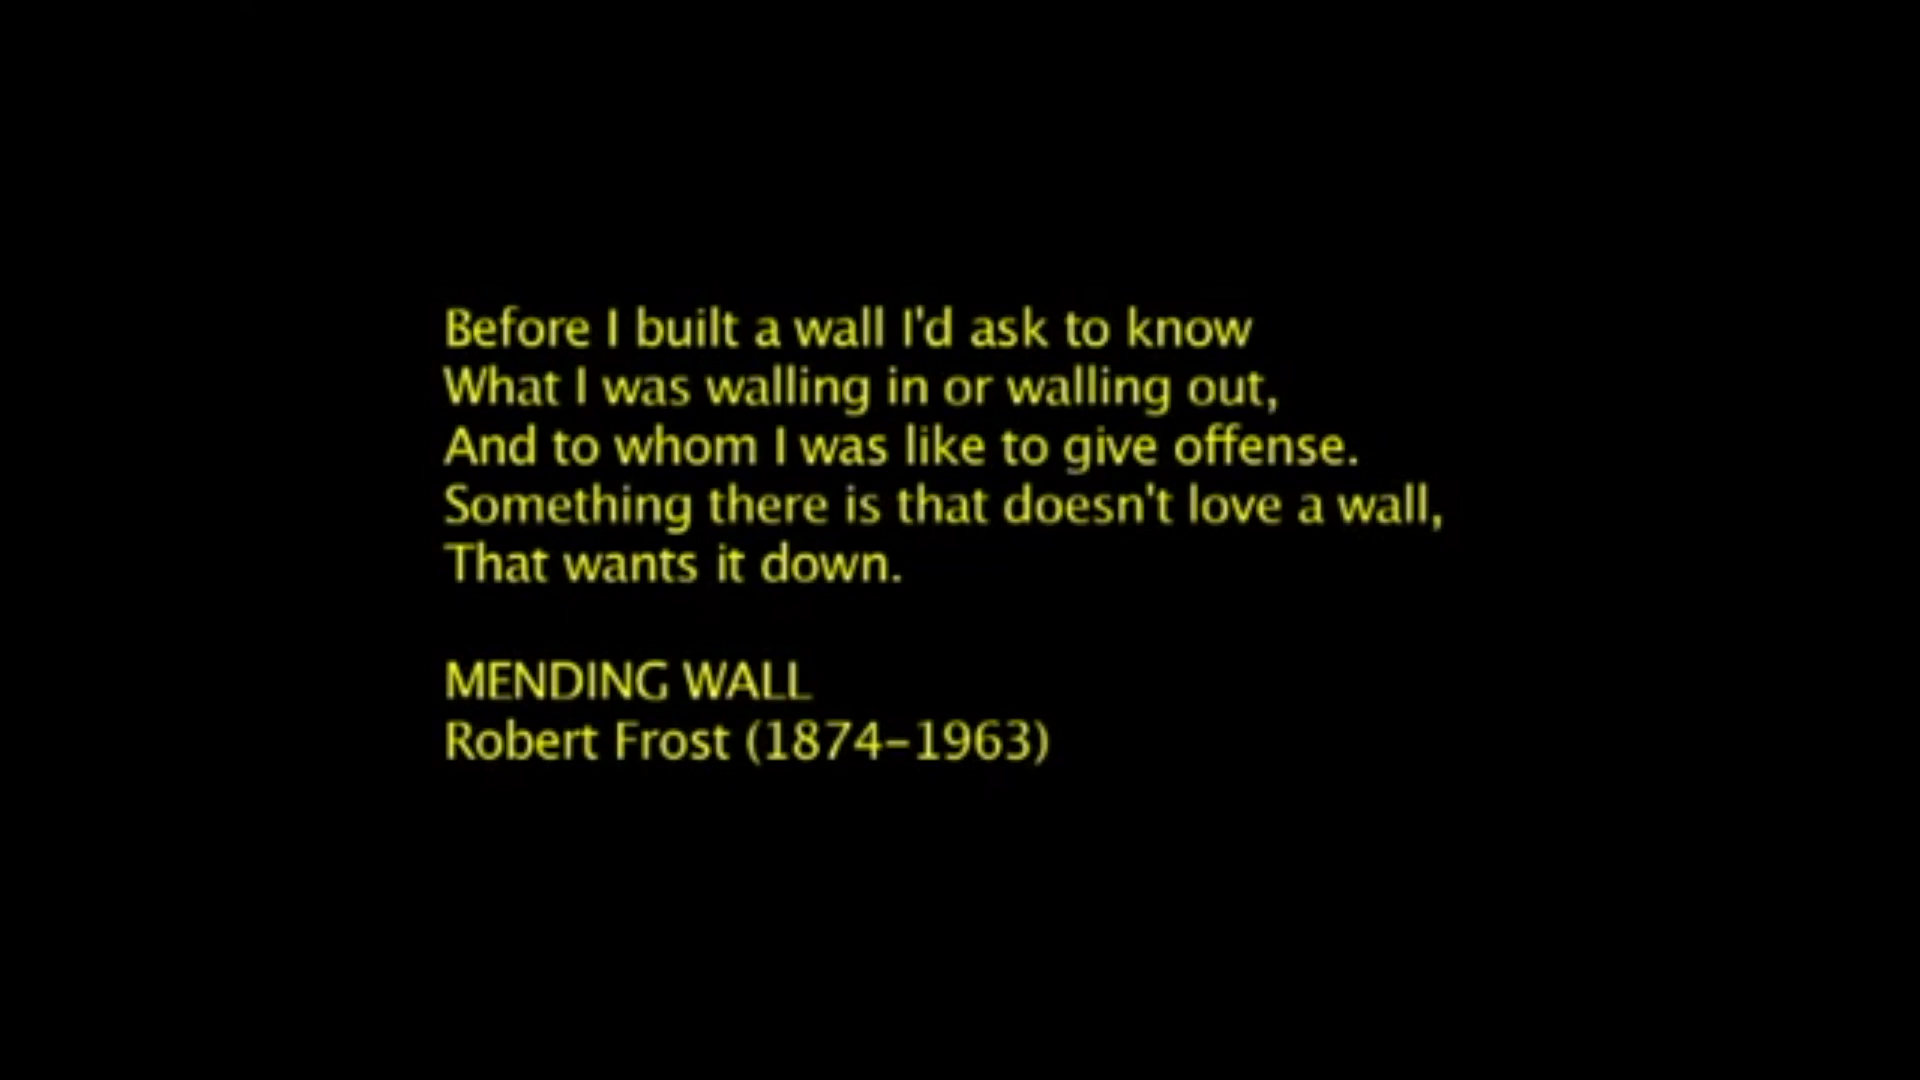 Before I built a wall I'd ask to know
What I was walling in or walling out,
And to whom I was like to give offense.
Something there is that doesn't love a wall,
That wants it down.
MENDING WALL
Robert Frost (1874–1963)